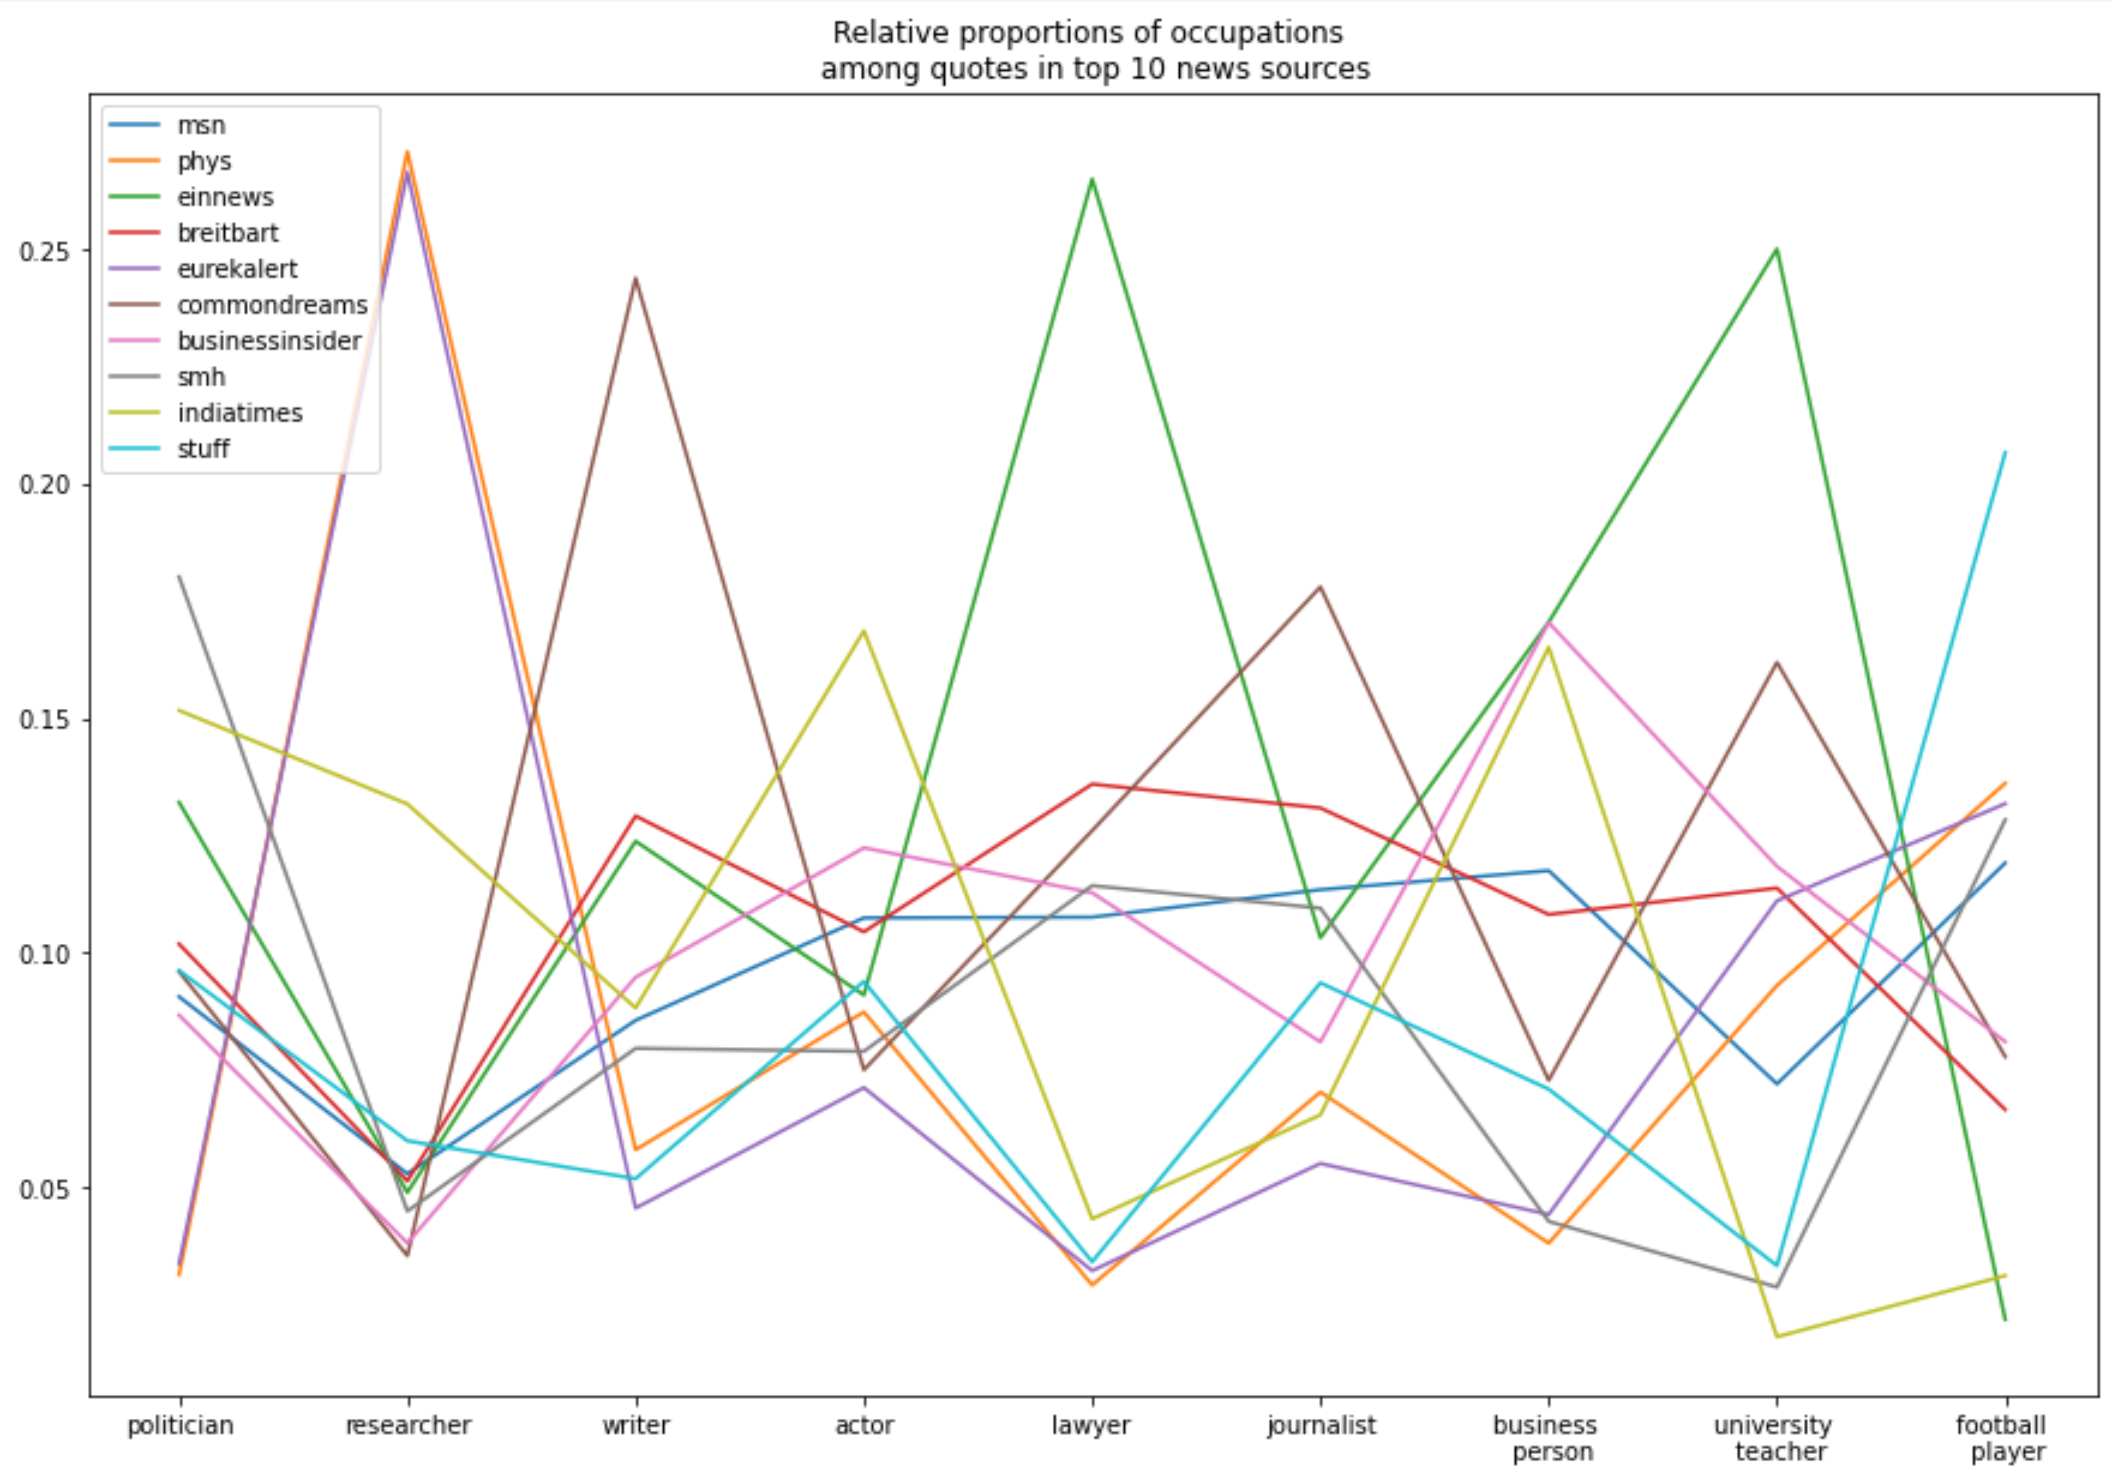 Relative proportions of occupations
among quotes in top 10 news sources
msn
phys
einnews
breitbart
eurekalert
commondreams
businessinsider
smh
indiatimes
stuff
0.25
0.20
0.15
0.10
0.05
politician researcher writer actor lawyer journalist business university football
person teacher player